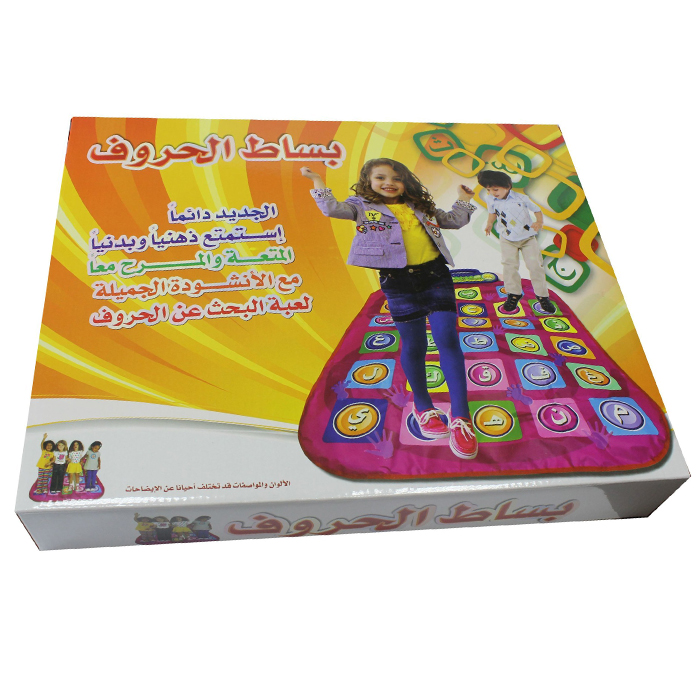 بساط الحروف
الجديد دائماً
إستمتع ذهنياً وبدنياً
المتعة والمرح معاً
مع الأنشودة الجميلة
لعبة البحث عن الحروف
ع
ل ك ق ف غ
ي ه ن م
الألوان والمواصفات قد تختلف أحيانا عن الإيضاحات
بساط الحروف